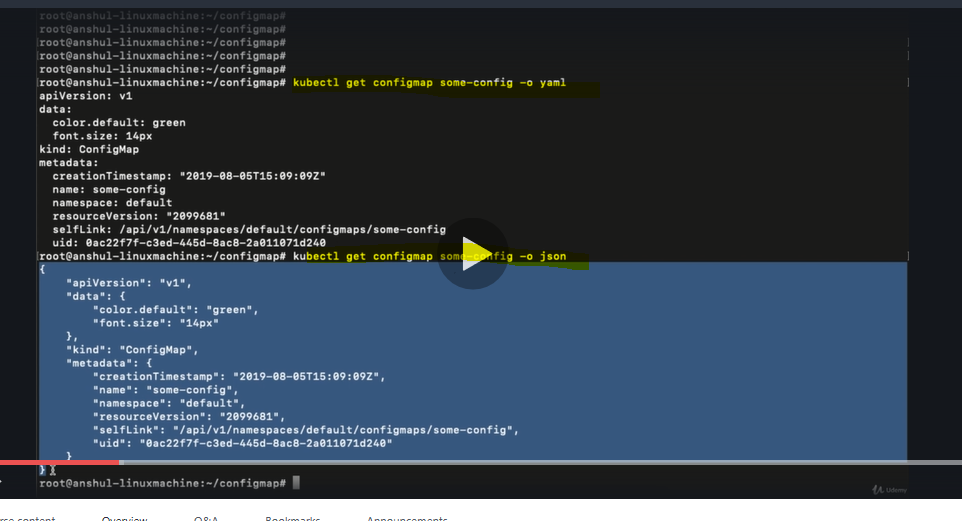 root@anshul-linuxmachine:~/configmap#
root@anshul-linuxmachine:~/configmap#
root@anshul-linuxmachine:~/configmap#
root@anshul-linuxmachine:~/configmap#
root@anshul-linuxmachine:~/configmap#
root@anshul-linuxmachine:~/configmap# kubectl get configmap some-config -o yaml
apiVersion: v1
data:
  color.default: green
  font.size: 14px
kind: ConfigMap
metadata:
  creationTimestamp: "2019-08-05T15:09:09Z"
  name: some-config
  namespace: default
  resourceVersion: "2099681"
  selfLink: /api/v1/namespaces/default/configmaps/some-config
  uid: 0ac22f7f-c3ed-445d-8ac8-2a011071d240
root@anshul-linuxmachine:~/configmap# kubectl get configmap some-config -o json
{
    "apiVersion": "v1",
    "data": {
        "color.default": "green",
        "font.size": "14px"
    },
    "kind": "ConfigMap",
    "metadata": {
        "creationTimestamp": "2019-08-05T15:09:09Z",
        "name": "some-config",
        "namespace": "default",
        "resourceVersion": "2099681",
        "selfLink": "/api/v1/namespaces/default/configmaps/some-config",
        "uid": "0ac22f7f-c3ed-445d-8ac8-2a011071d240"
    }
}
root@anshul-linuxmachine:~/configmap#
Udemy
content Overview Q&A Bookmarks Announcements